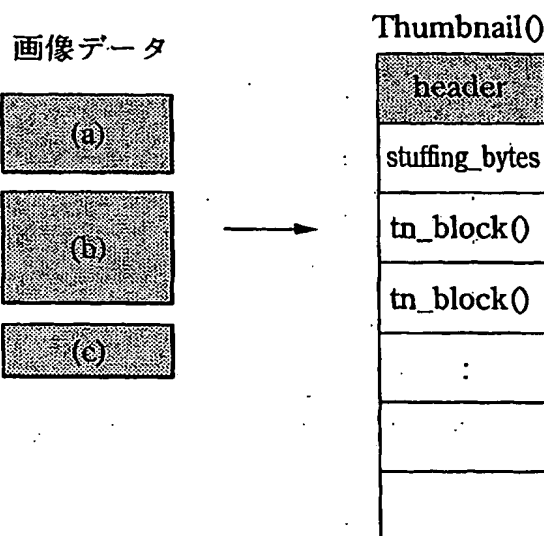 画像データ
(a)
(b)
(c)
Thumbnail()
header
stuffing_bytes
tn_block()
tn_block()
: